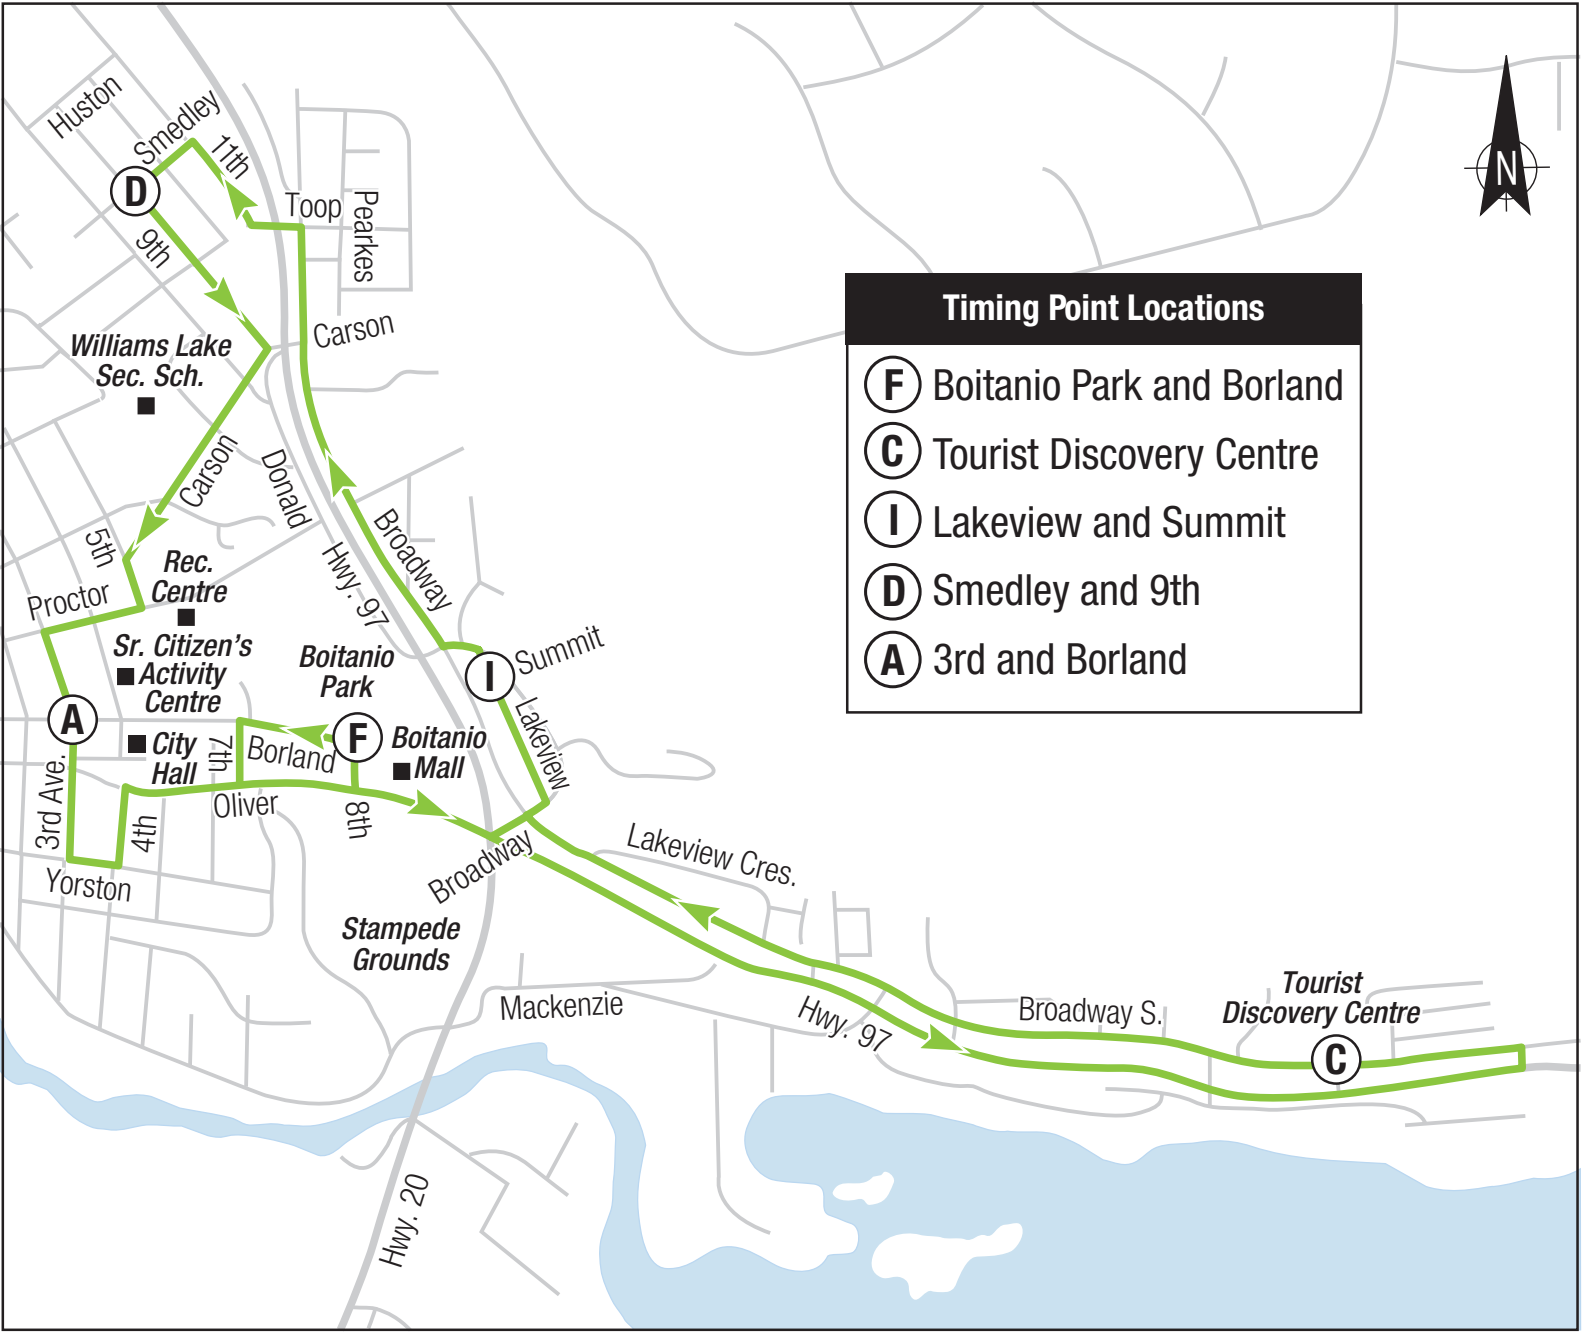 Huston
Smedley
11th
D
Toop
Pearkes
9th
N
Timing Point Locations
F Boitanio Park and Borland
C Tourist Discovery Centre
I Lakeview and Summit
D Smedley and 9th
A 3rd and Borland
Carson
Williams Lake
Sec. Sch.
Carson
Donald
Broadway
Hwy. 97
5th
Rec.
Centre
Proctor
Sr. Citizen's
Activity
Centre
Boitanio
Park
Summit
I
Lakeview
A
F
Boitanio
Mall
City
Hall
7th
Borland
3rd Ave.
4th
Oliver
8th
Broadway
Lakeview Cres.
Yorston
Stampede
Grounds
Mackenzie
Hwy. 97
Broadway S.
Tourist
Discovery Centre
C
Hwy. 20